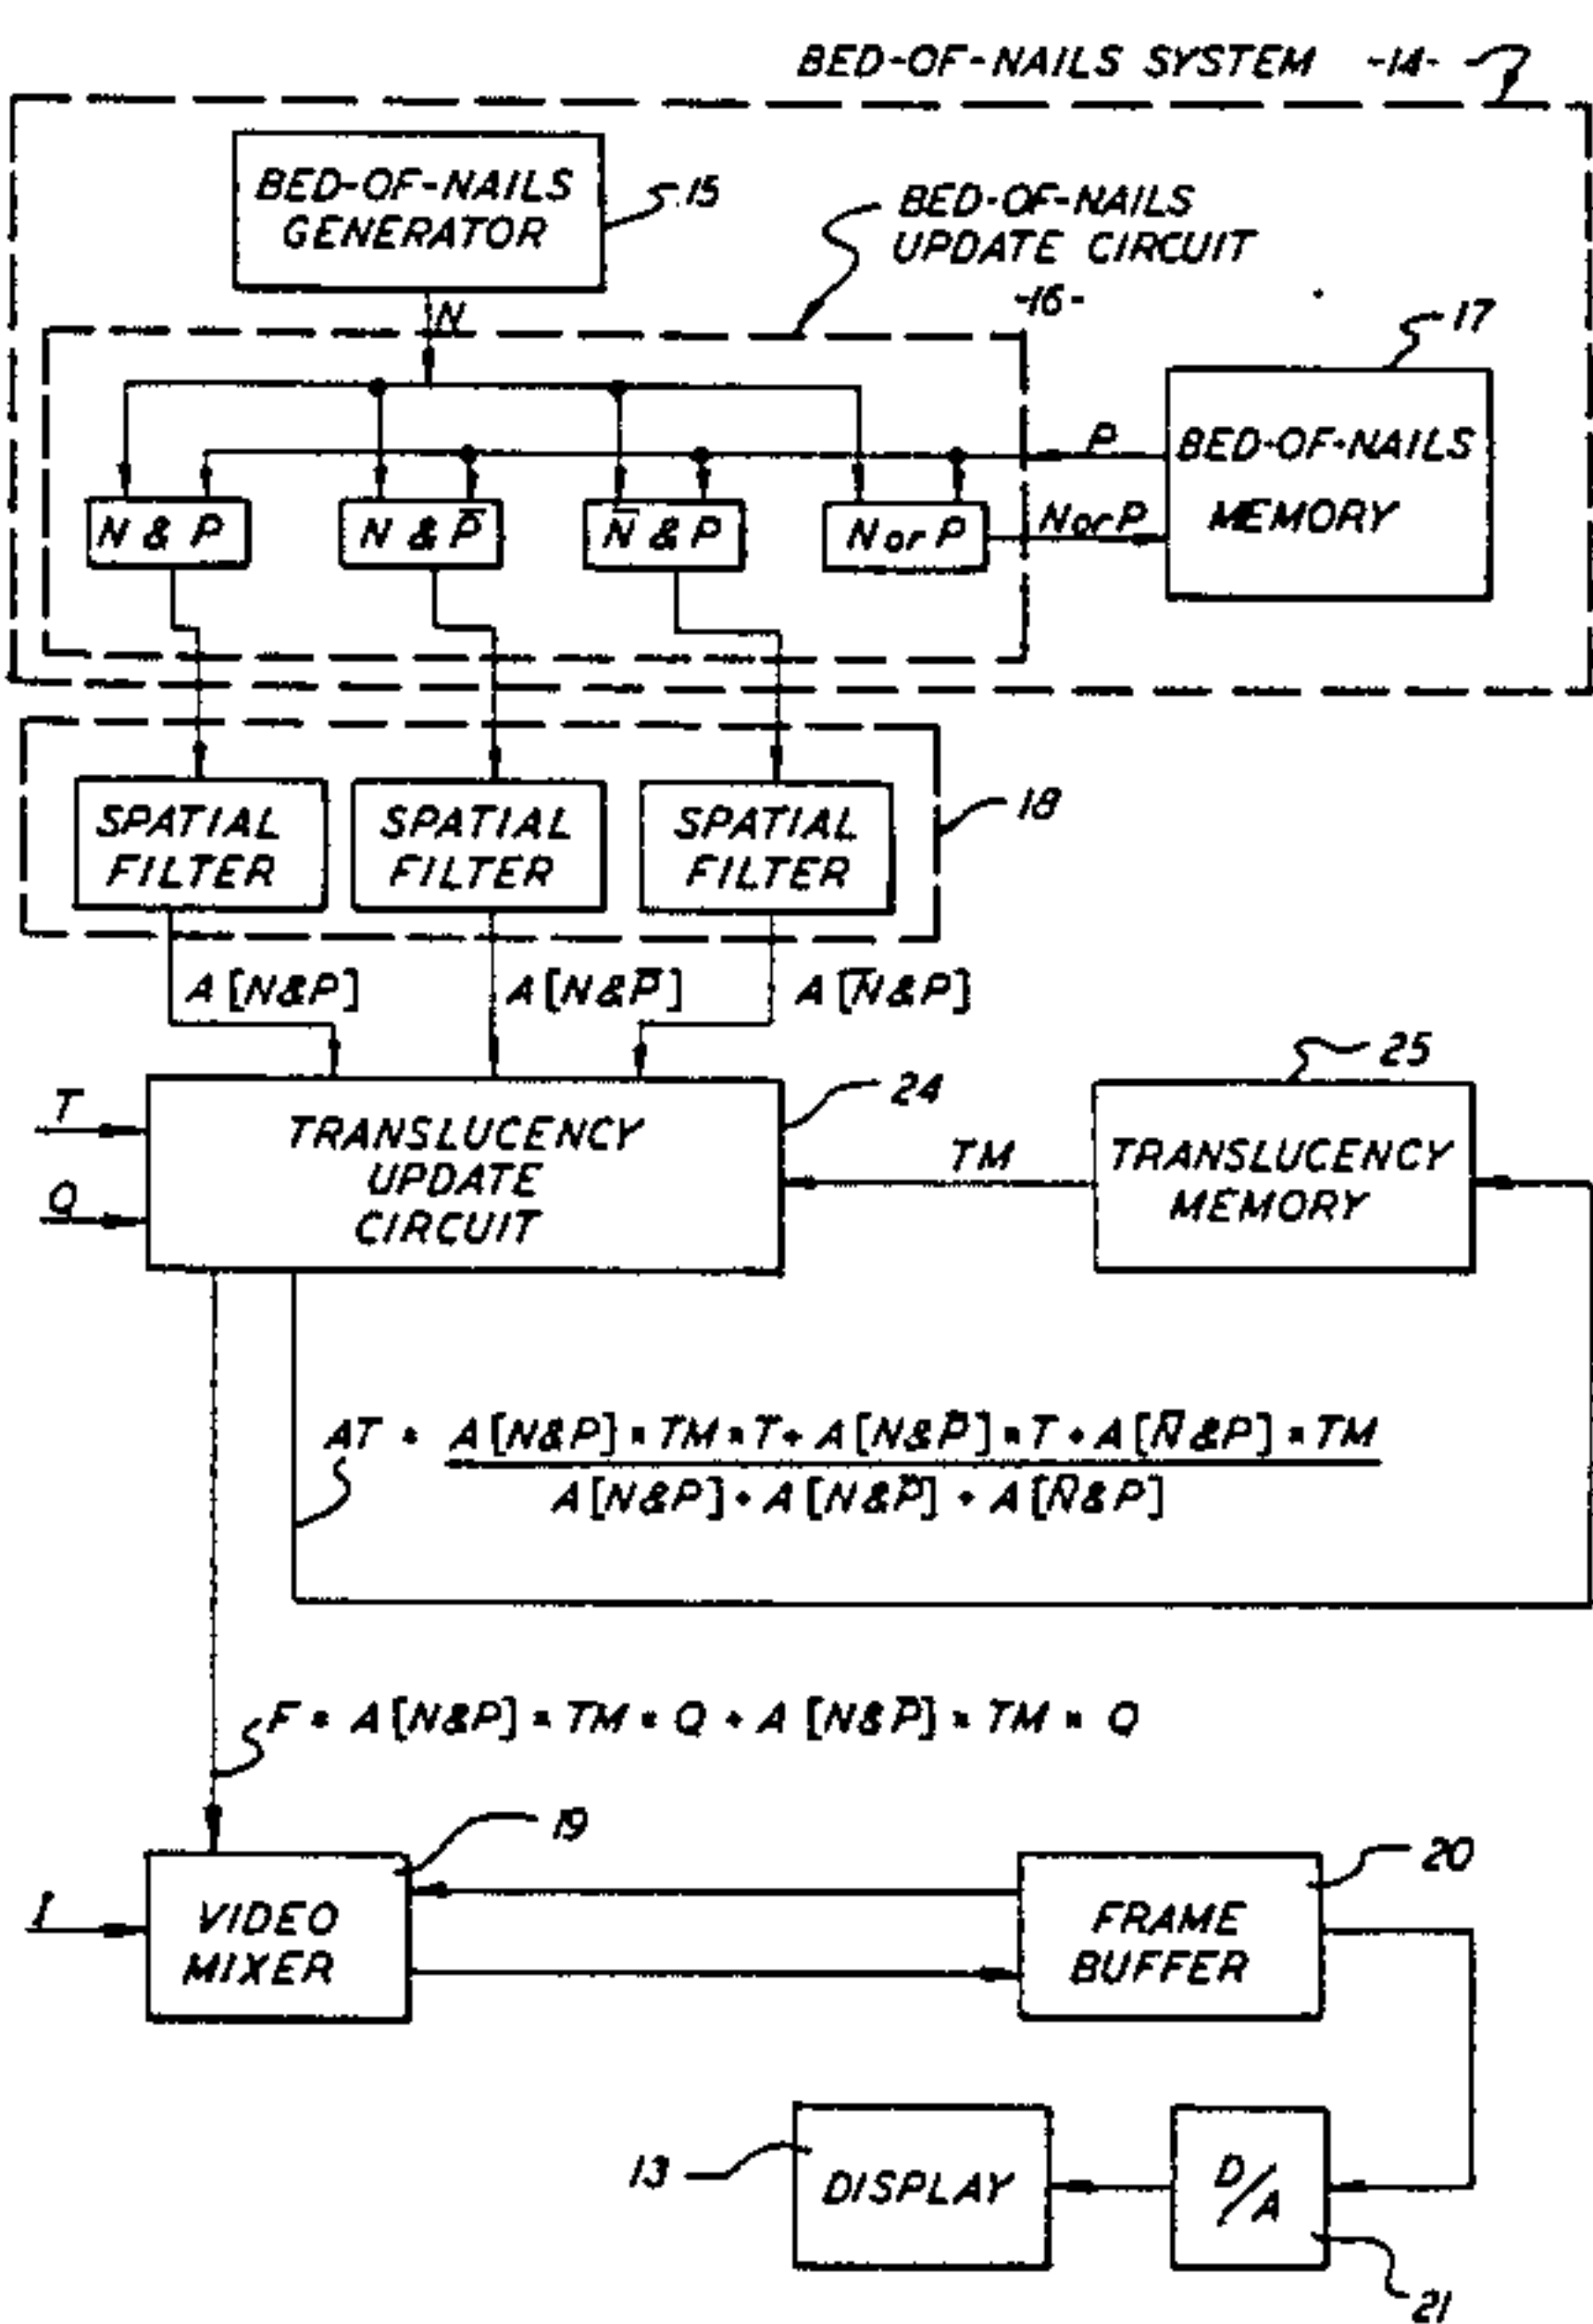 BED-OF-NAILS SYSTEM -14-
BED-OF-NAILS
GENERATOR
15
BED-OF-NAILS
UPDATE CIRCUIT
-16-
17
N
P
BED-OF-NAILS
MEMORY
N & P
N & P̅
N̅ & P
N or P
N or P
SPATIAL
FILTER
SPATIAL
FILTER
SPATIAL
FILTER
18
A [N&P]
A [N&P̅]
A [N̅&P]
T
Q
TRANSLUCENCY
UPDATE
CIRCUIT
24
TM
25
TRANSLUCENCY
MEMORY
AT = A[N&P] * TM * T + A[N&P̅] * T + A[N̅&P] * TM
A[N&P] + A[N&P̅] + A[N̅&P]
F = A[N&P] * TM * Q + A[N&P̅] * TM * Q
19
20
I
VIDEO
MIXER
FRAME
BUFFER
13
DISPLAY
D/A
21